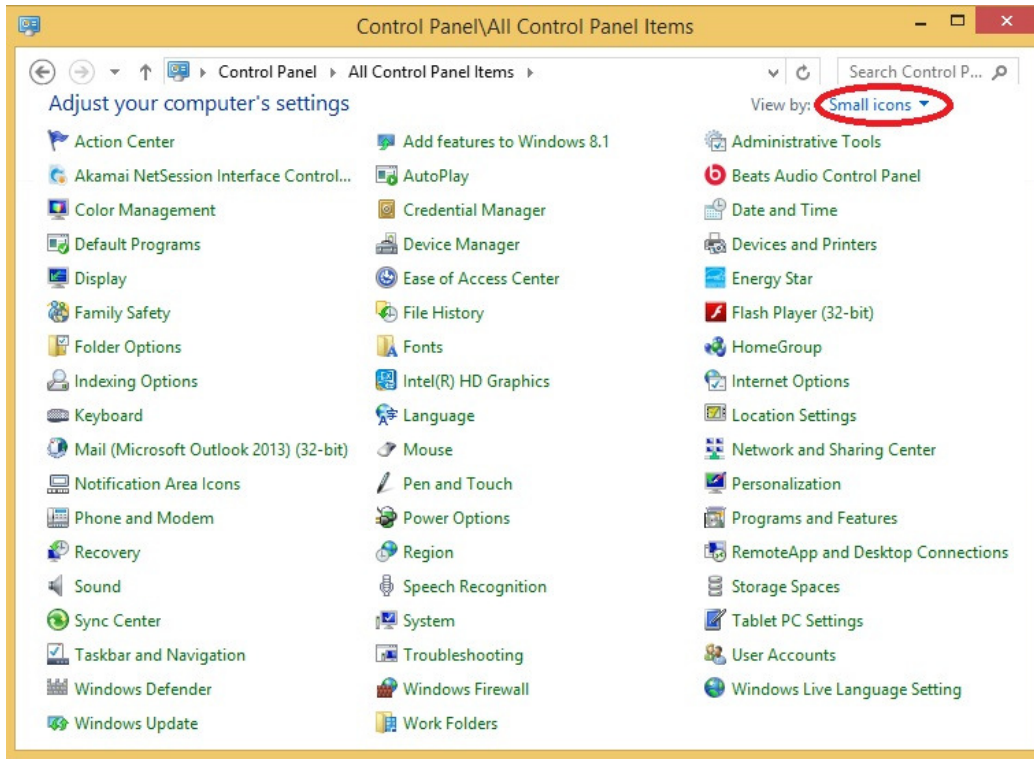 Control Panel\All Control Panel Items
Control Panel All Control Panel Items Search Control P...
Adjust your computer's settings View by: Small icons
Action Center Add features to Windows 8.1 Administrative Tools
Akamai NetSession Interface Control... AutoPlay Beats Audio Control Panel
Color Management Credential Manager Date and Time
Default Programs Device Manager Devices and Printers
Display Ease of Access Center Energy Star
Family Safety File History Flash Player (32-bit)
Folder Options Fonts HomeGroup
Indexing Options Intel(R) HD Graphics Internet Options
Keyboard Language Location Settings
Mail (Microsoft Outlook 2013) (32-bit) Mouse Network and Sharing Center
Notification Area Icons Pen and Touch Personalization
Phone and Modem Power Options Programs and Features
Recovery Region RemoteApp and Desktop Connections
Sound Speech Recognition Storage Spaces
Sync Center System Tablet PC Settings
Taskbar and Navigation Troubleshooting User Accounts
Windows Defender Windows Firewall Windows Live Language Setting
Windows Update Work Folders